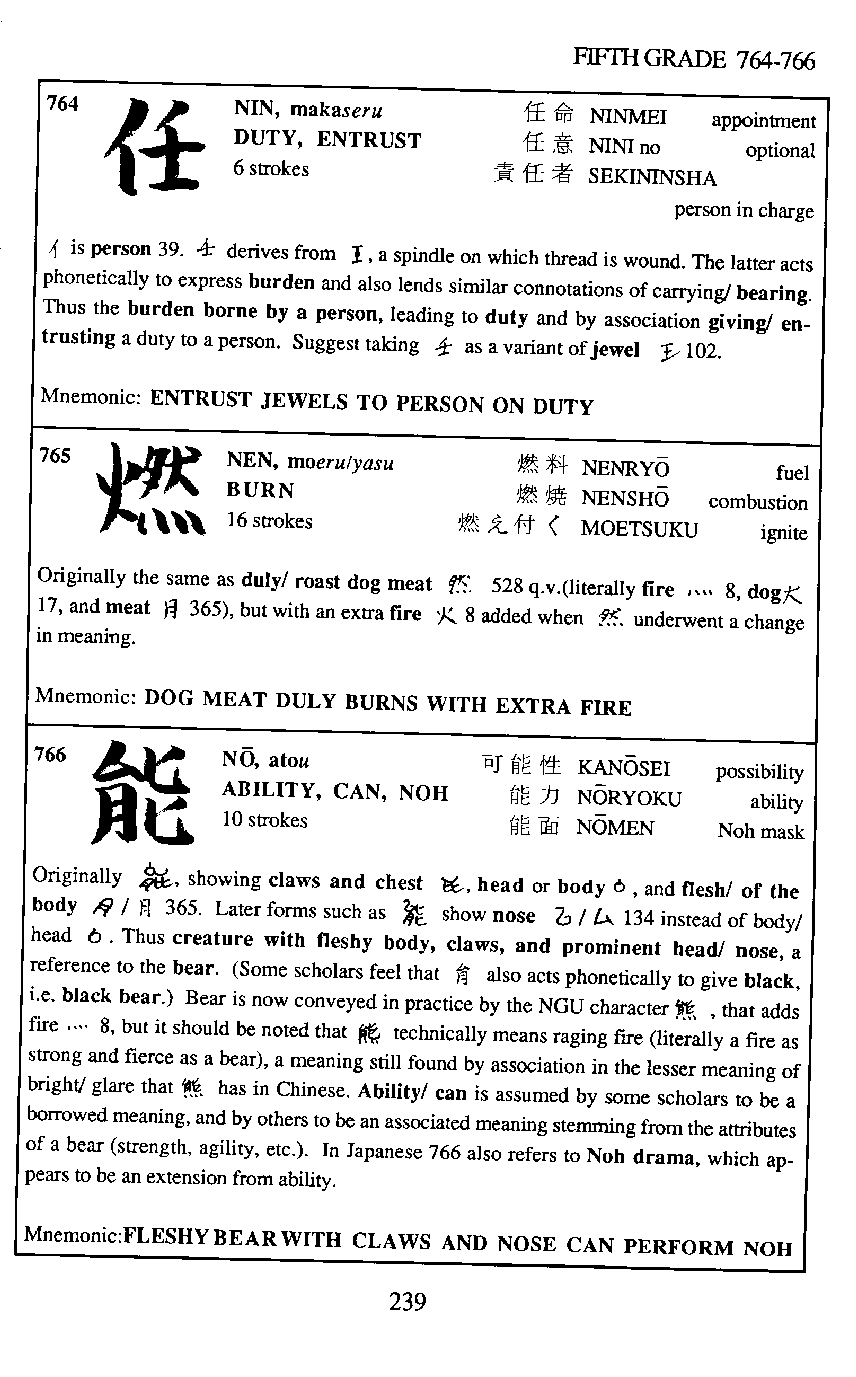 FIFTH GRADE 764-766
764 任 NIN, makaseru 任命 NINMEI appointment
DUTY, ENTRUST 任意 NINI no optional
6 strokes 責任者 SEKININSHA
person in charge
亻 is person 39. 𡈼 derives from 工, a spindle on which thread is wound. The latter acts
phonetically to express burden and also lends similar connotations of carrying/ bearing.
Thus the burden borne by a person, leading to duty and by association giving/ en-
trusting a duty to a person. Suggest taking 𡈼 as a variant of jewel 玉 102.
Mnemonic: ENTRUST JEWELS TO PERSON ON DUTY
765 燃 NEN, moeru/yasu 燃料 NENRYŌ fuel
BURN 燃焼 NENSHŌ combustion
16 strokes 燃え付く MOETSUKU ignite
Originally the same as duly/ roast dog meat 然 528 q.v.(literally fire 灬 8, dog犬
17, and meat 月 365), but with an extra fire 火 8 added when 然 underwent a change
in meaning.
Mnemonic: DOG MEAT DULY BURNS WITH EXTRA FIRE
766 能 NŌ, atou 可能性 KANŌSEI possibility
ABILITY, CAN, NOH 能力 NŌRYOKU ability
10 strokes 能面 NŌMEN Noh mask
Originally , showing claws and chest , head or body , and flesh/ of the
body / 月 365. Later forms such as show nose / ム 134 instead of body/
head . Thus creature with fleshy body, claws, and prominent head/ nose, a
reference to the bear. (Some scholars feel that 㠯 also acts phonetically to give black,
i.e. black bear.) Bear is now conveyed in practice by the NGU character 熊 , that adds
fire 灬 8, but it should be noted that 熊 technically means raging fire (literally a fire as
strong and fierce as a bear), a meaning still found by association in the lesser meaning of
bright/ glare that 熊 has in Chinese. Ability/ can is assumed by some scholars to be a
borrowed meaning, and by others to be an associated meaning stemming from the attributes
of a bear (strength, agility, etc.). In Japanese 766 also refers to Noh drama, which ap-
pears to be an extension from ability.
Mnemonic:FLESHY BEAR WITH CLAWS AND NOSE CAN PERFORM NOH
239